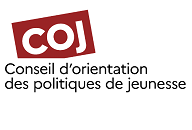 COJ
Conseil d'orientation
des politiques de jeunesse